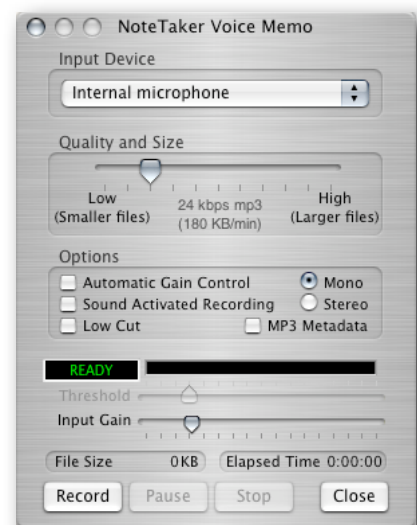 NoteTaker Voice Memo
Input Device
Internal microphone
Quality and Size
Low 24 kbps mp3 High
(Smaller files) (180 KB/min) (Larger files)
Options
Automatic Gain Control Mono
Sound Activated Recording Stereo
Low Cut MP3 Metadata
READY
Threshold
Input Gain
File Size 0KB Elapsed Time 0:00:00
Record Pause Stop Close